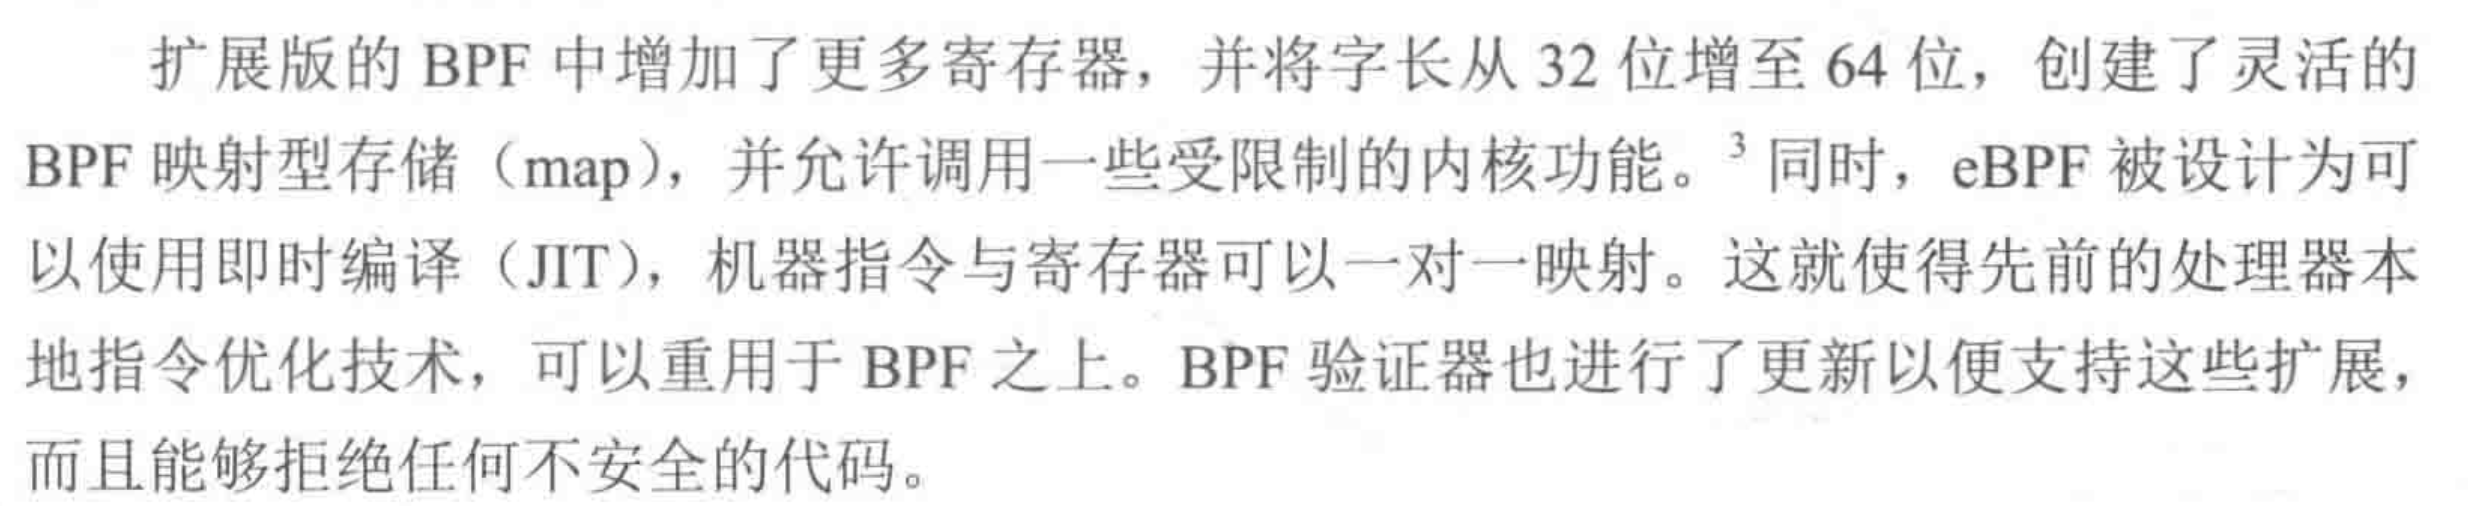 扩展版的 BPF 中增加了更多寄存器，并将字长从 32 位增至 64 位，创建了灵活的
BPF 映射型存储（map），并允许调用一些受限制的内核功能。³ 同时，eBPF 被设计为可
以使用即时编译（JIT），机器指令与寄存器可以一对一映射。这就使得先前的处理器本
地指令优化技术，可以重用于 BPF 之上。BPF 验证器也进行了更新以便支持这些扩展，
而且能够拒绝任何不安全的代码。